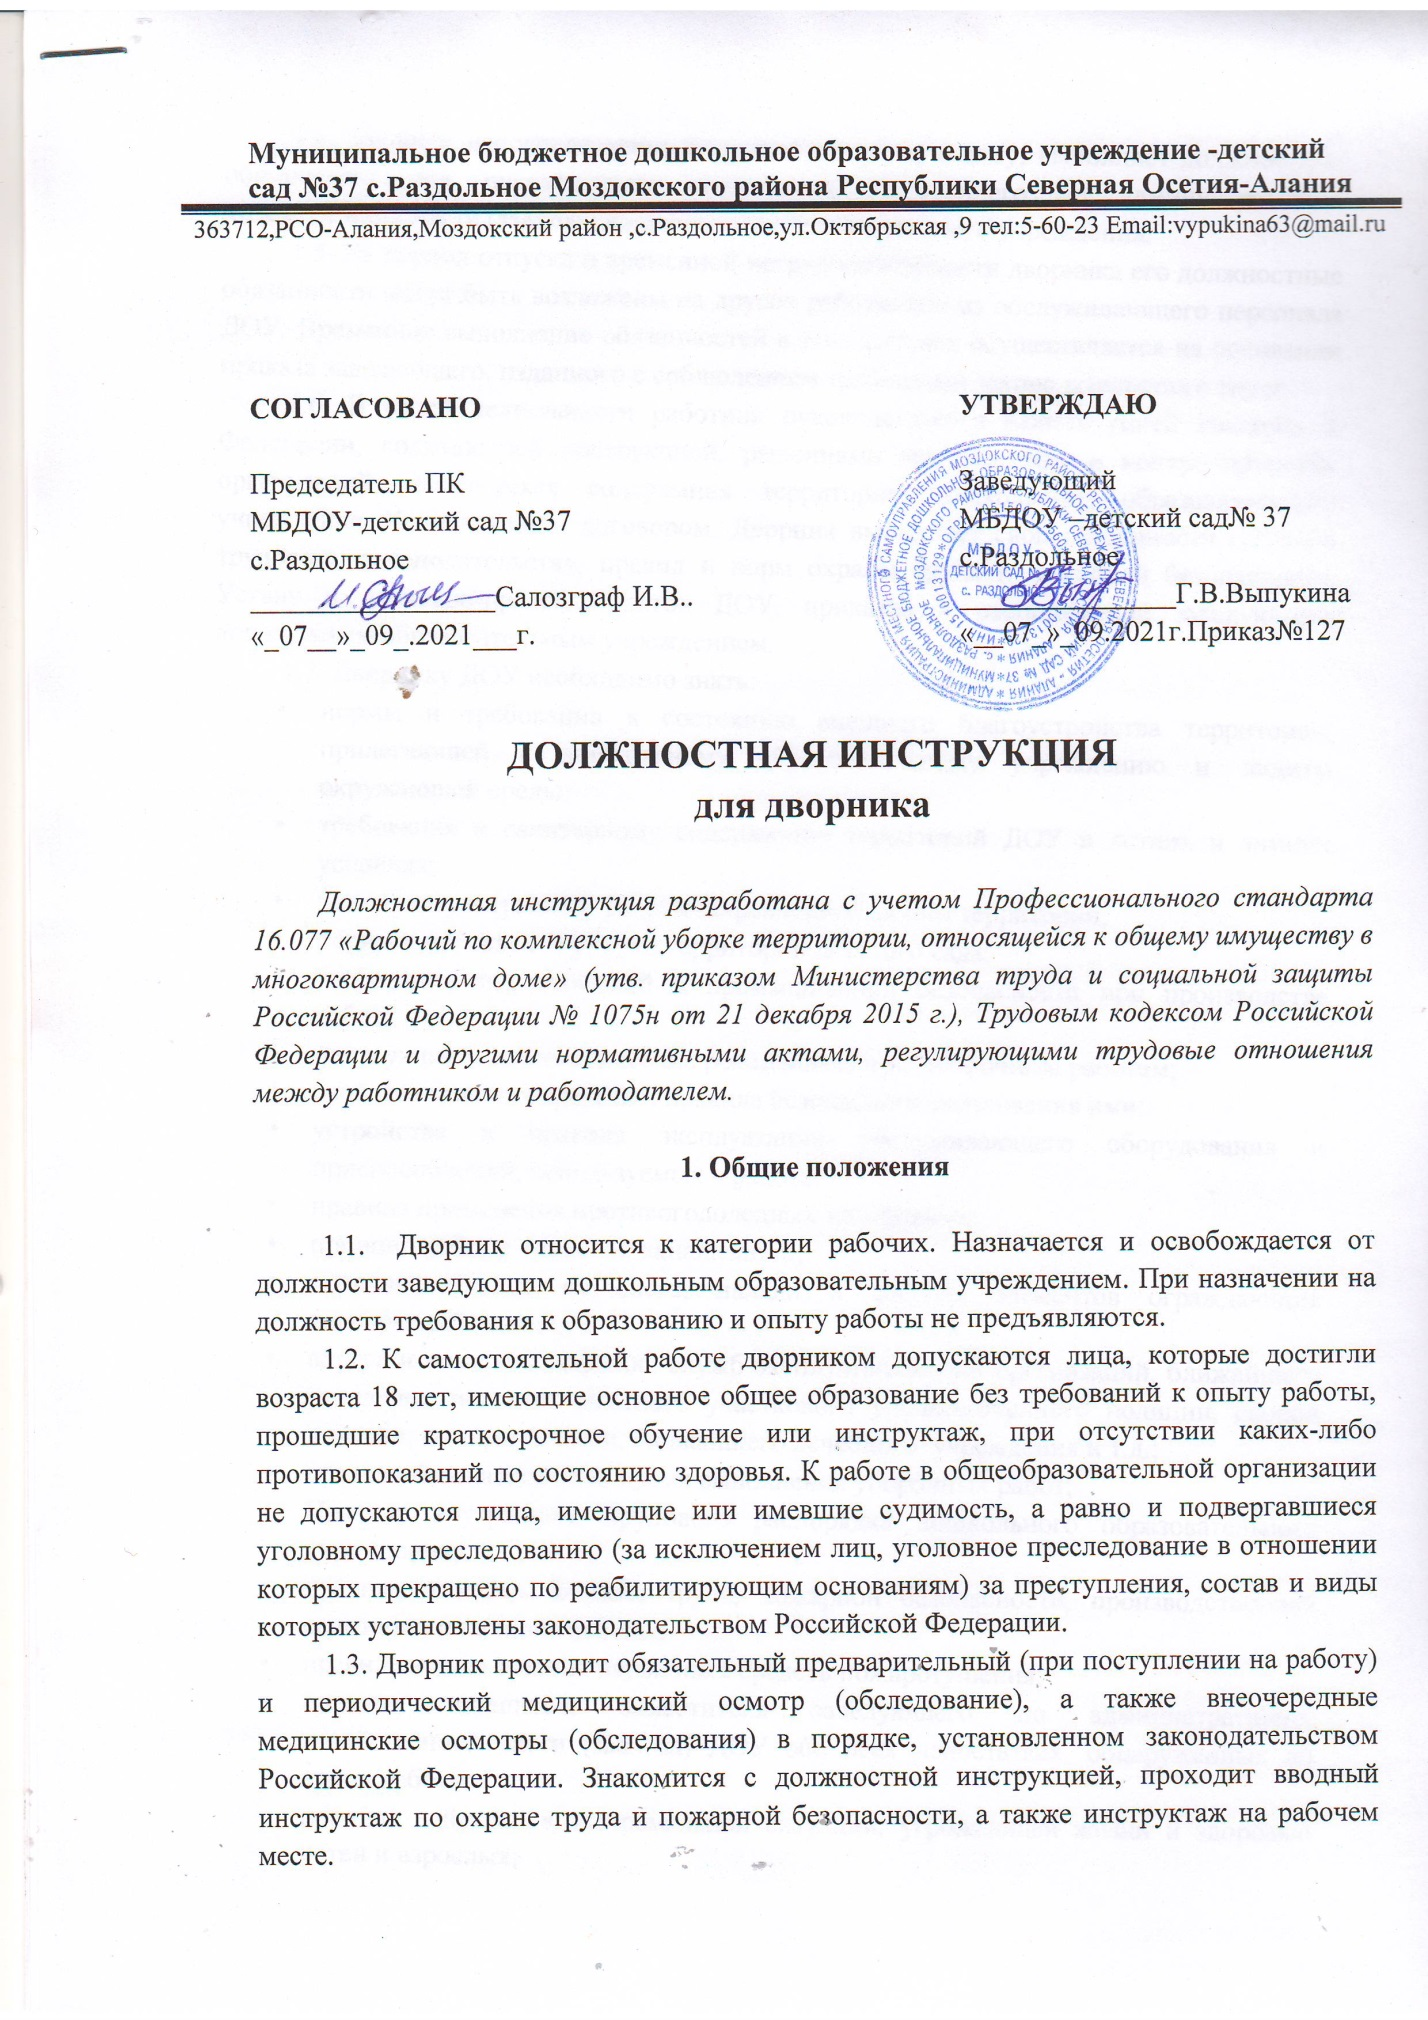 Муниципальное бюджетное дошкольное образовательное учреждение -детский
сад №37 с.Раздольное Моздокского района Республики Северная Осетия-Алания
363712,РСО-Алания,Моздокский район ,с.Раздольное,ул.Октябрьская ,9 тел:5-60-23 Email:vypukina63@mail.ru
СОГЛАСОВАНО
Председатель ПК
МБДОУ-детский сад №37
с.Раздольное
_________________Салозграф И.В..
«_07__»_09_.2021___г.
УТВЕРЖДАЮ
Заведующий
МБДОУ –детский сад№ 37
с.Раздольное
_______________Г.В.Выпукина
«__07__»_09.2021г.Приказ№127
МБДОУ-
ДЕТСКИЙ САД №
с. РАЗДОЛЬНОЕ
ДОЛЖНОСТНАЯ ИНСТРУКЦИЯ
для дворника
Должностная инструкция разработана с учетом Профессионального стандарта
16.077 «Рабочий по комплексной уборке территории, относящейся к общему имуществу в
многоквартирном доме» (утв. приказом Министерства труда и социальной защиты
Российской Федерации № 1075н от 21 декабря 2015 г.), Трудовым кодексом Российской
Федерации и другими нормативными актами, регулирующими трудовые отношения
между работником и работодателем.
1. Общие положения
1.1. Дворник относится к категории рабочих. Назначается и освобождается от
должности заведующим дошкольным образовательным учреждением. При назначении на
должность требования к образованию и опыту работы не предъявляются.
1.2. К самостоятельной работе дворником допускаются лица, которые достигли
возраста 18 лет, имеющие основное общее образование без требований к опыту работы,
прошедшие краткосрочное обучение или инструктаж, при отсутствии каких-либо
противопоказаний по состоянию здоровья. К работе в общеобразовательной организации
не допускаются лица, имеющие или имевшие судимость, а равно и подвергавшиеся
уголовному преследованию (за исключением лиц, уголовное преследование в отношении
которых прекращено по реабилитирующим основаниям) за преступления, состав и виды
которых установлены законодательством Российской Федерации.
1.3. Дворник проходит обязательный предварительный (при поступлении на работу)
и периодический медицинский осмотр (обследование), а также внеочередные
медицинские осмотры (обследования) в порядке, установленном законодательством
Российской Федерации. Знакомится с должностной инструкцией, проходит вводный
инструктаж по охране труда и пожарной безопасности, а также инструктаж на рабочем
месте.